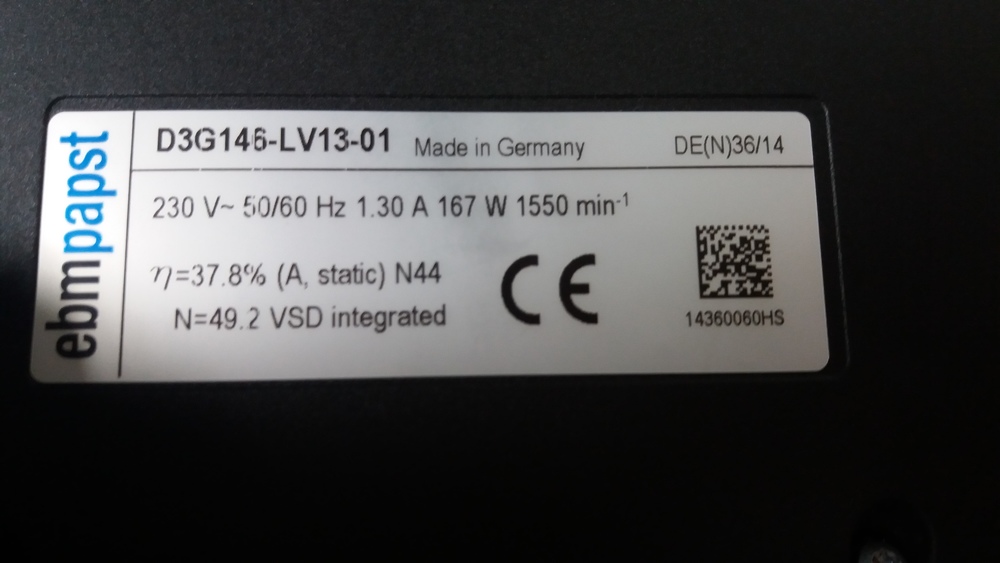 ebmpapst
D3G146-LV13-01 Made in Germany DE(N)36/14
230 V~ 50/60 Hz 1.30 A 167 W 1550 min⁻¹
η=37.8% (A, static) N44
N=49.2 VSD integrated
CE
14360060HS